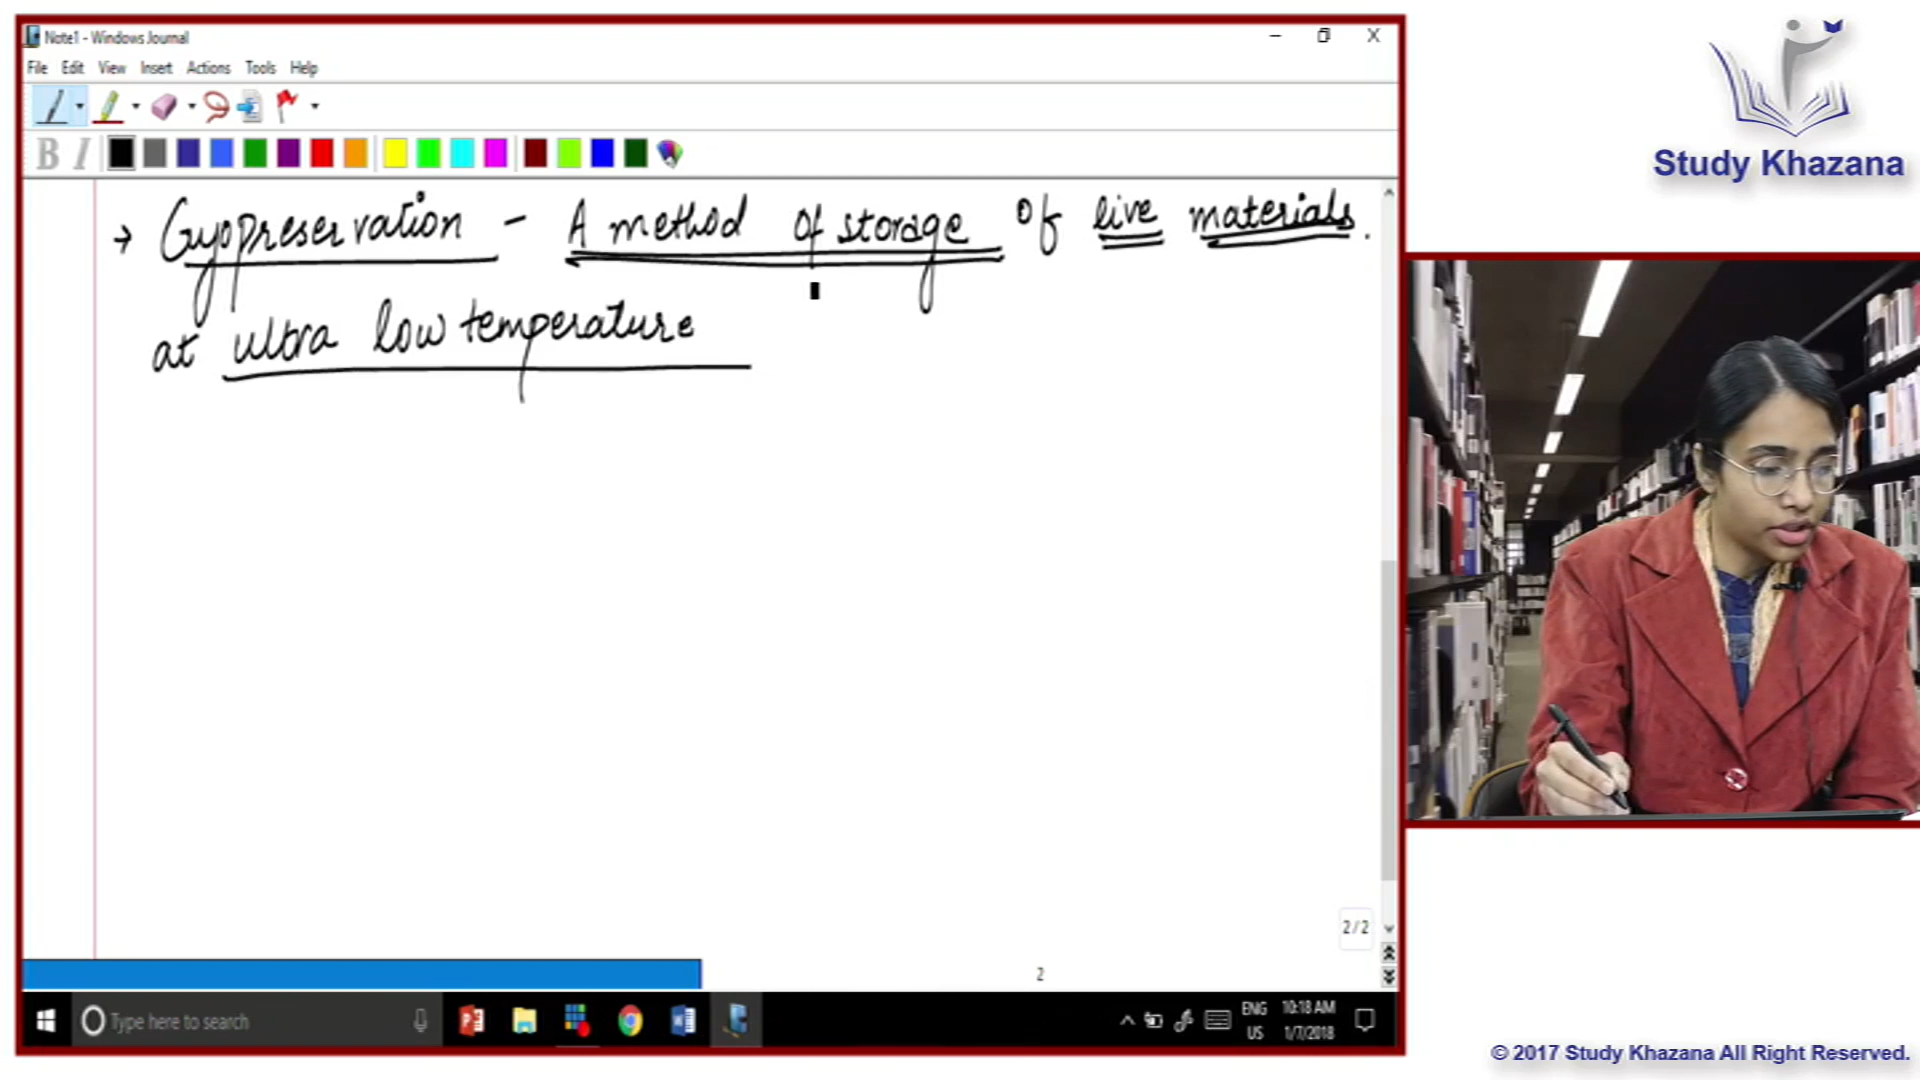 Note1 - Windows Journal
File Edit View Insert Actions Tools Help
B I
Study Khazana
→ Cryopreservation - A method of storage of live materials.
at ultra low temperature
2/2
2
Type here to search
ENG 10:18 AM
US 1/7/2018
© 2017 Study Khazana All Right Reserved.